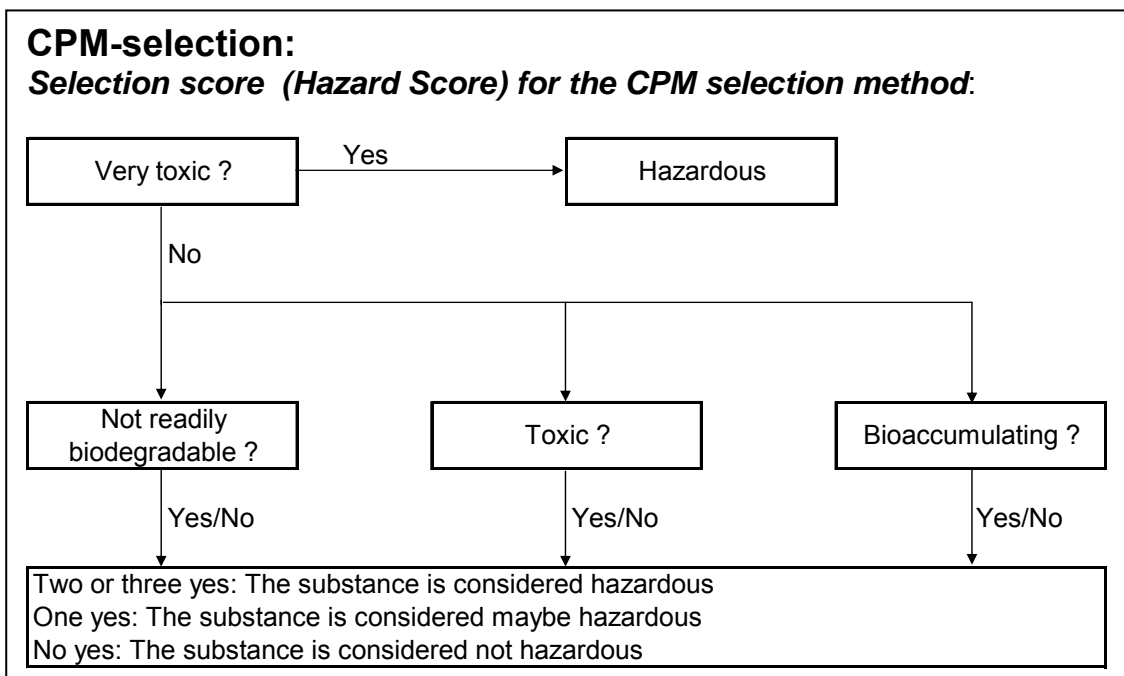 CPM-selection:
Selection score (Hazard Score) for the CPM selection method:
Very toxic ?
Yes
Hazardous
No
Not readily
biodegradable ?
Toxic ?
Bioaccumulating ?
Yes/No
Yes/No
Yes/No
Two or three yes: The substance is considered hazardous
One yes: The substance is considered maybe hazardous
No yes: The substance is considered not hazardous